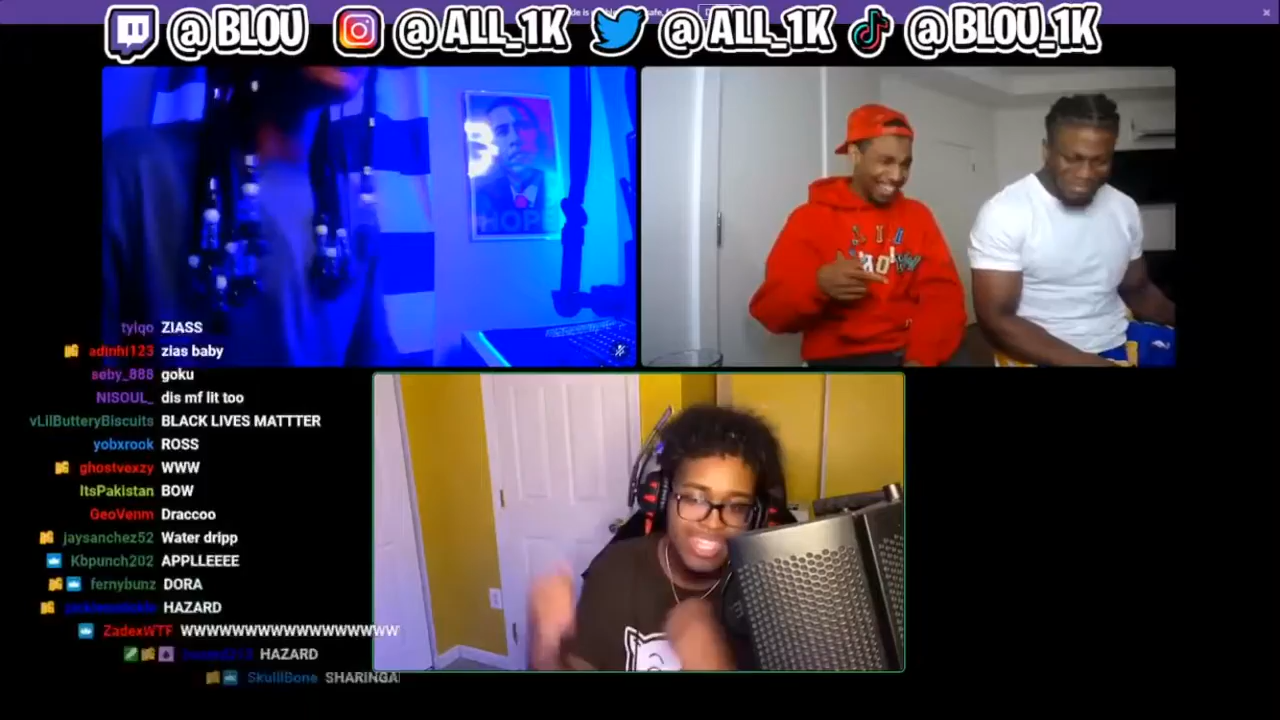 @BLOU @ALL_1K @ALL_1K @BLOU_1K
HOPE
tylqo ZIASS
adinhi123 zias baby
seby_888 goku
NISOUL_ dis mf lit too
vLilButteryBiscuits BLACK LIVES MATTTER
yobxrook ROSS
ghostvexzy WWW
ItsPakistan BOW
GeoVenm Draccoo
jaysanchez52 Water dripp
Kbpunch202 APPLLEEEE
fernybunz DORA
HAZARD
ZadexWTF WWWWWWWWWWWWWWWWW
HAZARD
SkulllBone SHARINGA